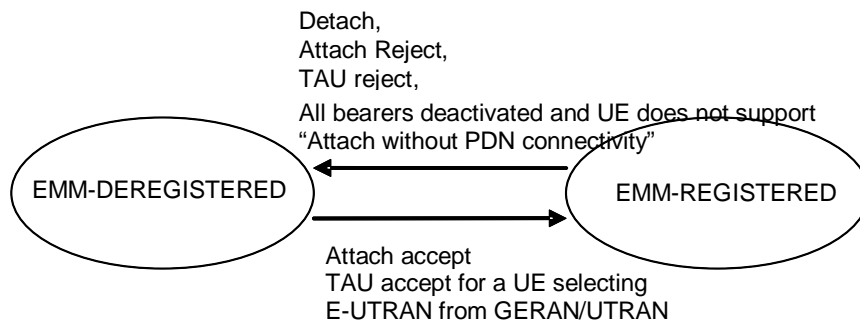 Detach,
Attach Reject,
TAU reject,
All bearers deactivated and UE does not support
“Attach without PDN connectivity”
EMM-DEREGISTERED
EMM-REGISTERED
Attach accept
TAU accept for a UE selecting
E-UTRAN from GERAN/UTRAN